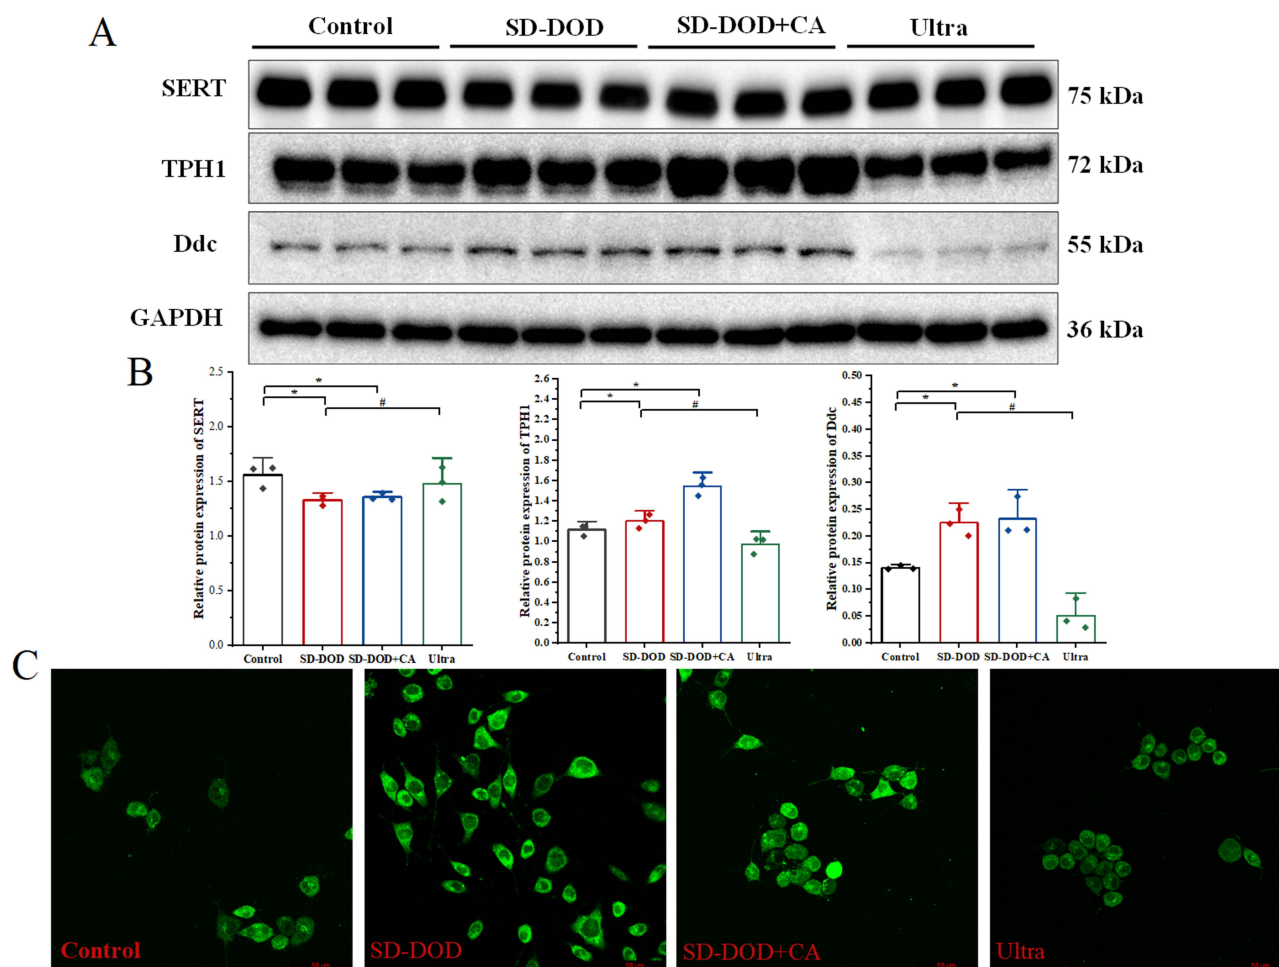 A
Control SD-DOD SD-DOD+CA Ultra
SERT 75 kDa
TPH1 72 kDa
Ddc 55 kDa
GAPDH 36 kDa
B
Relative protein expression of SERT
2.5
2.0
1.5
1.0
0.5
0.0
* * #
Control SD-DOD SD-DOD+CA Ultra
Relative protein expression of TPH1
2.6
2.4
2.2
2.0
1.8
1.6
1.4
1.2
1.0
0.8
0.6
0.4
0.2
0.0
* * #
Control SD-DOD SD-DOD+CA Ultra
Relative protein expression of Ddc
0.50
0.45
0.40
0.35
0.30
0.25
0.20
0.15
0.10
0.05
0.00
* * #
Control SD-DOD SD-DOD+CA Ultra
C
Control SD-DOD SD-DOD+CA Ultra